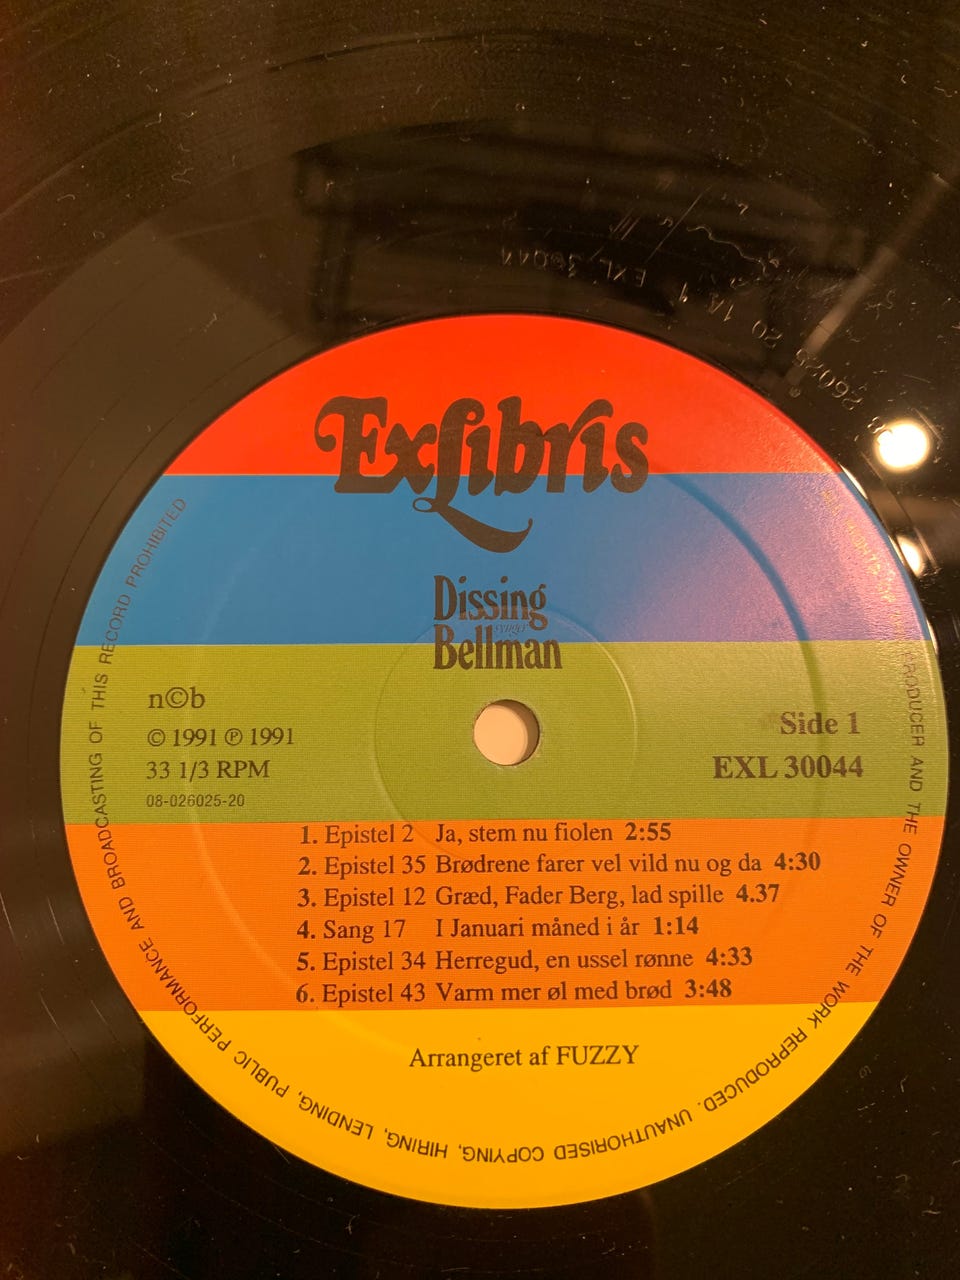 EXL 30044
ExLibris
Dissing
synger
Bellman
n©b
© 1991 ℗ 1991
33 1/3 RPM
08-026025-20
Side 1
EXL 30044
1. Epistel 2 Ja, stem nu fiolen 2:55
2. Epistel 35 Brødrene farer vel vild nu og da 4:30
3. Epistel 12 Græd, Fader Berg, lad spille 4.37
4. Sang 17 I Januari måned i år 1:14
5. Epistel 34 Herregud, en ussel rønne 4:33
6. Epistel 43 Varm mer øl med brød 3:48
Arrangeret af FUZZY
PRODUCER AND THE OWNER OF THE WORK REPRODUCED. UNAUTHORISED COPYING, HIRING, LENDING, PUBLIC PERFORMANCE AND BROADCASTING OF THIS RECORD PROHIBITED